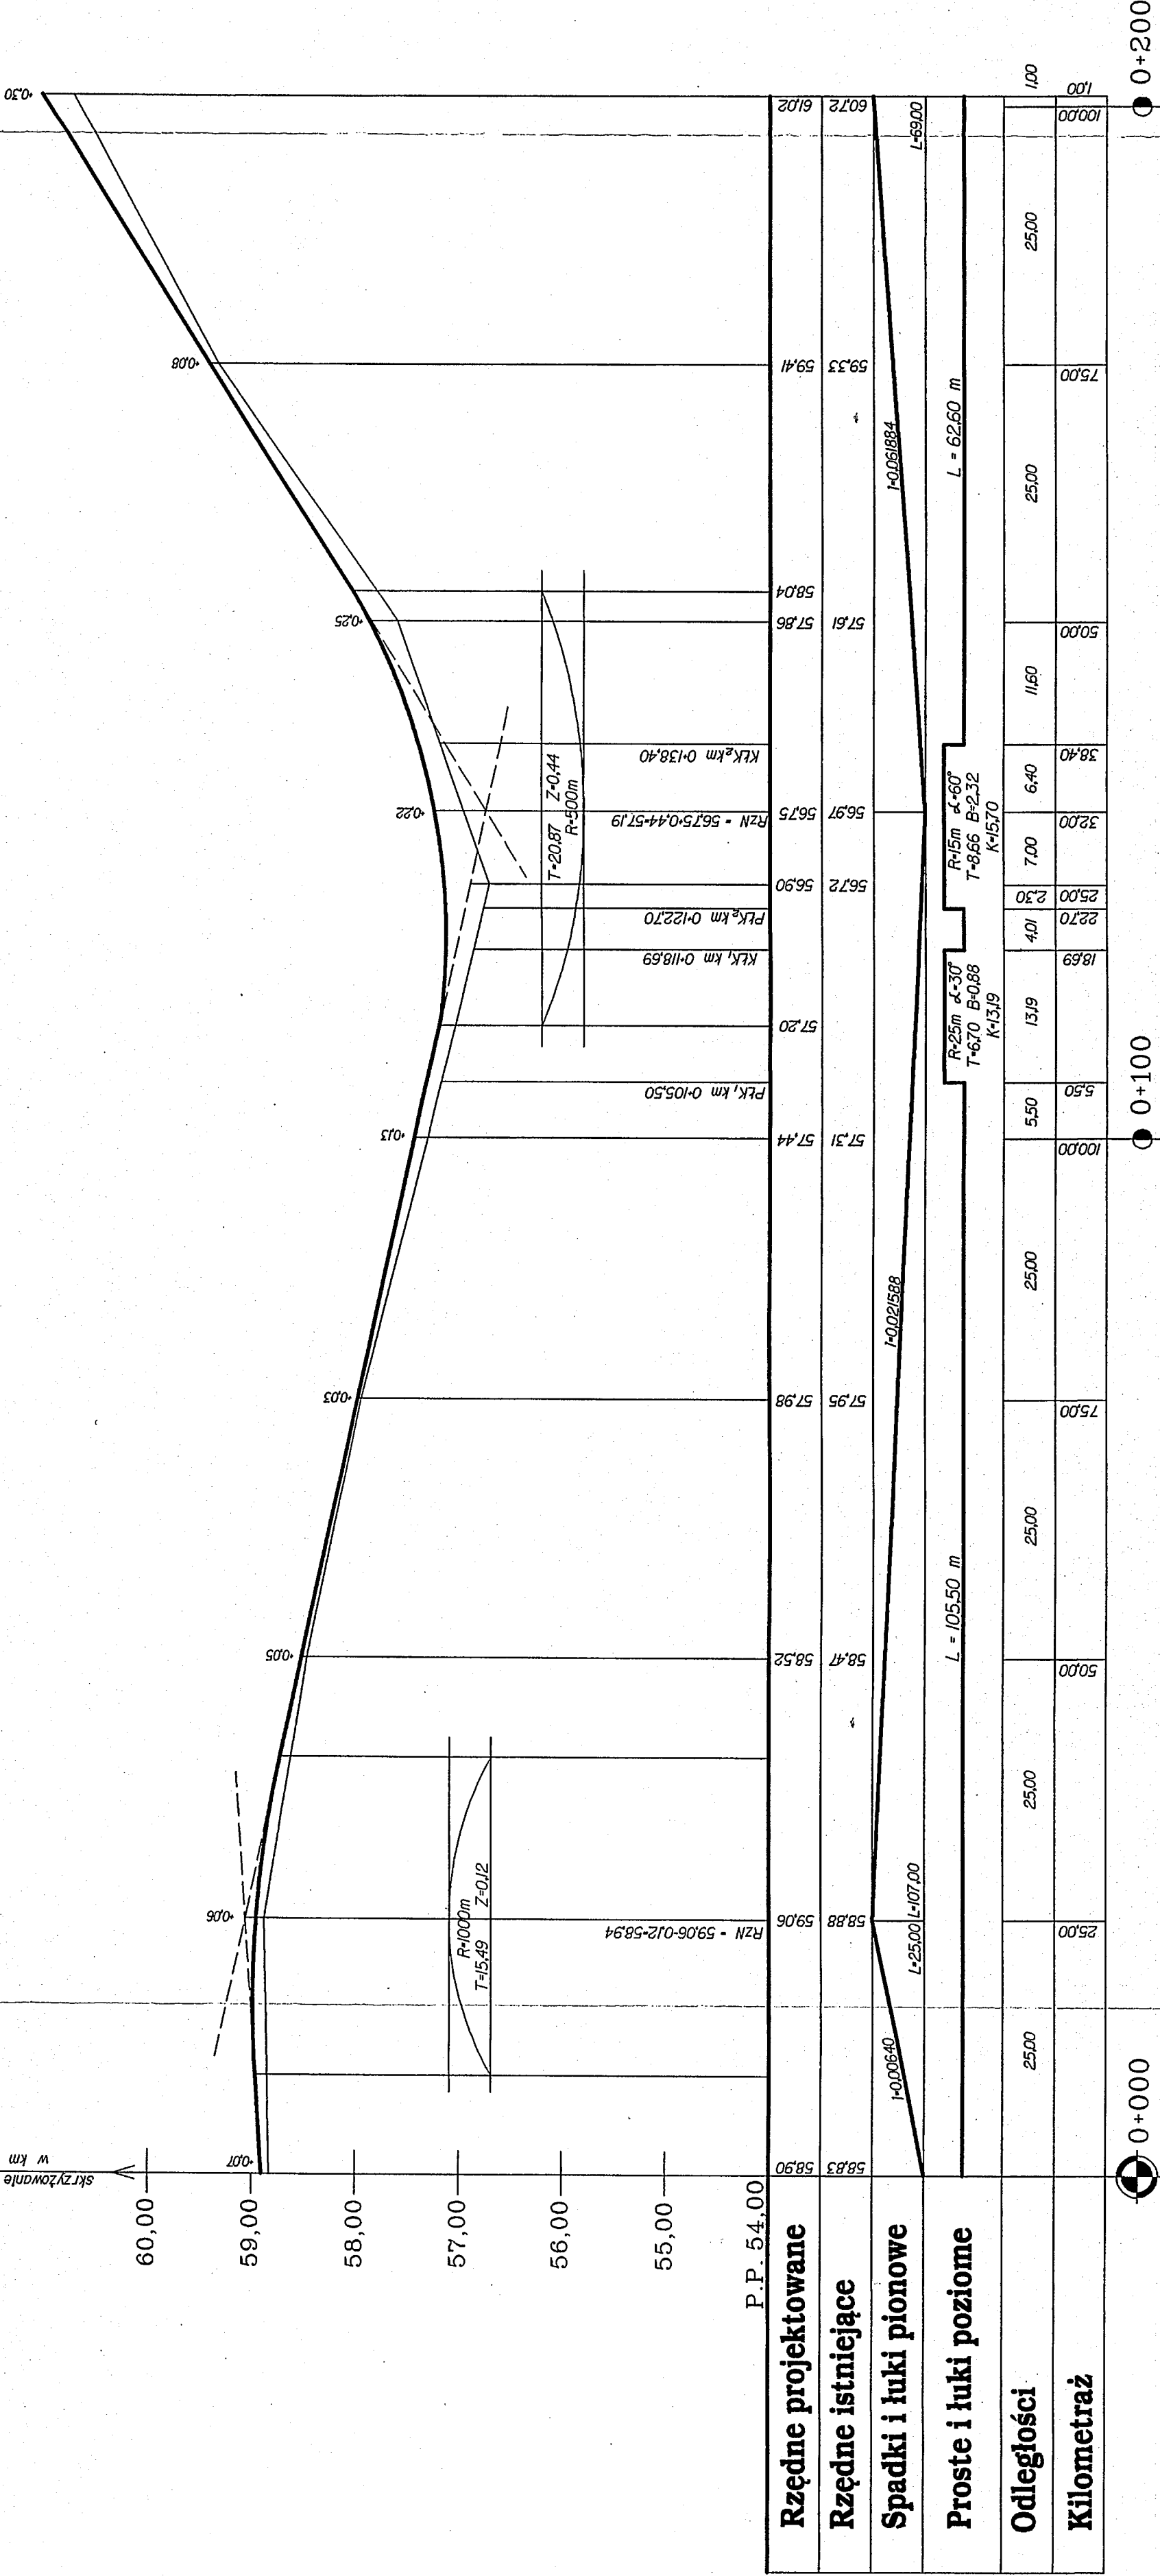 skrzyżowanie
w km
60,00
59,00
58,00
57,00
56,00
55,00
P.P. 54,00
+0,07
+0,06
+0,05
+0,03
+0,13
+0,22
+0,25
+0,08
+0,30
R=1000m
T=15,49 Z=0,12
RzN = 59,06-0,12=58,94
PŁK₁ km 0+105,50
KŁK₁ km 0+118,69
PŁK₂ km 0+122,70
RzN = 56,75+0,44=57,19
KŁK₂ km 0+138,40
T=20,87 Z=0,44
R=500m
Rzędne projektowane
58,90
59,06
58,52
57,98
57,44
57,20
56,90
56,75
57,86
58,04
59,41
61,02
Rzędne istniejące
58,83
58,88
58,47
57,95
57,31
56,72
56,97
57,61
59,33
60,72
Spadki i łuki pionowe
i=0,00640
L=25,00
L=107,00
i=0,021588
i=0,061884
L=69,00
Proste i łuki poziome
L = 105,50 m
R=25m ɑ=30°
T=6,70 B=0,88
K=13,19
R=15m ɑ=60°
T=8,66 B=2,32
K=15,70
L = 62,60 m
Odległości
25,00
25,00
25,00
25,00
5,50
13,19
4,01
2,30
7,00
6,40
11,60
25,00
25,00
1,00
Kilometraż
25,00
50,00
75,00
100,00
5,50
18,69
22,70
25,00
32,00
38,40
50,00
75,00
100,00
1,00
0+000
0+100
0+200